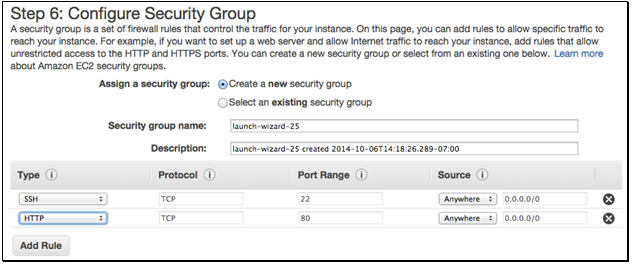 Step 6: Configure Security Group
A security group is a set of firewall rules that control the traffic for your instance. On this page, you can add rules to allow specific traffic to
reach your instance. For example, if you want to set up a web server and allow Internet traffic to reach your instance, add rules that allow
unrestricted access to the HTTP and HTTPS ports. You can create a new security group or select from an existing one below. Learn more
about Amazon EC2 security groups.
Assign a security group: Create a new security group
Select an existing security group
Security group name: launch-wizard-25
Description: launch-wizard-25 created 2014-10-06T14:18:26.289-07:00
Type i Protocol i Port Range i Source i
SSH TCP 22 Anywhere 0.0.0.0/0
HTTP TCP 80 Anywhere 0.0.0.0/0
Add Rule